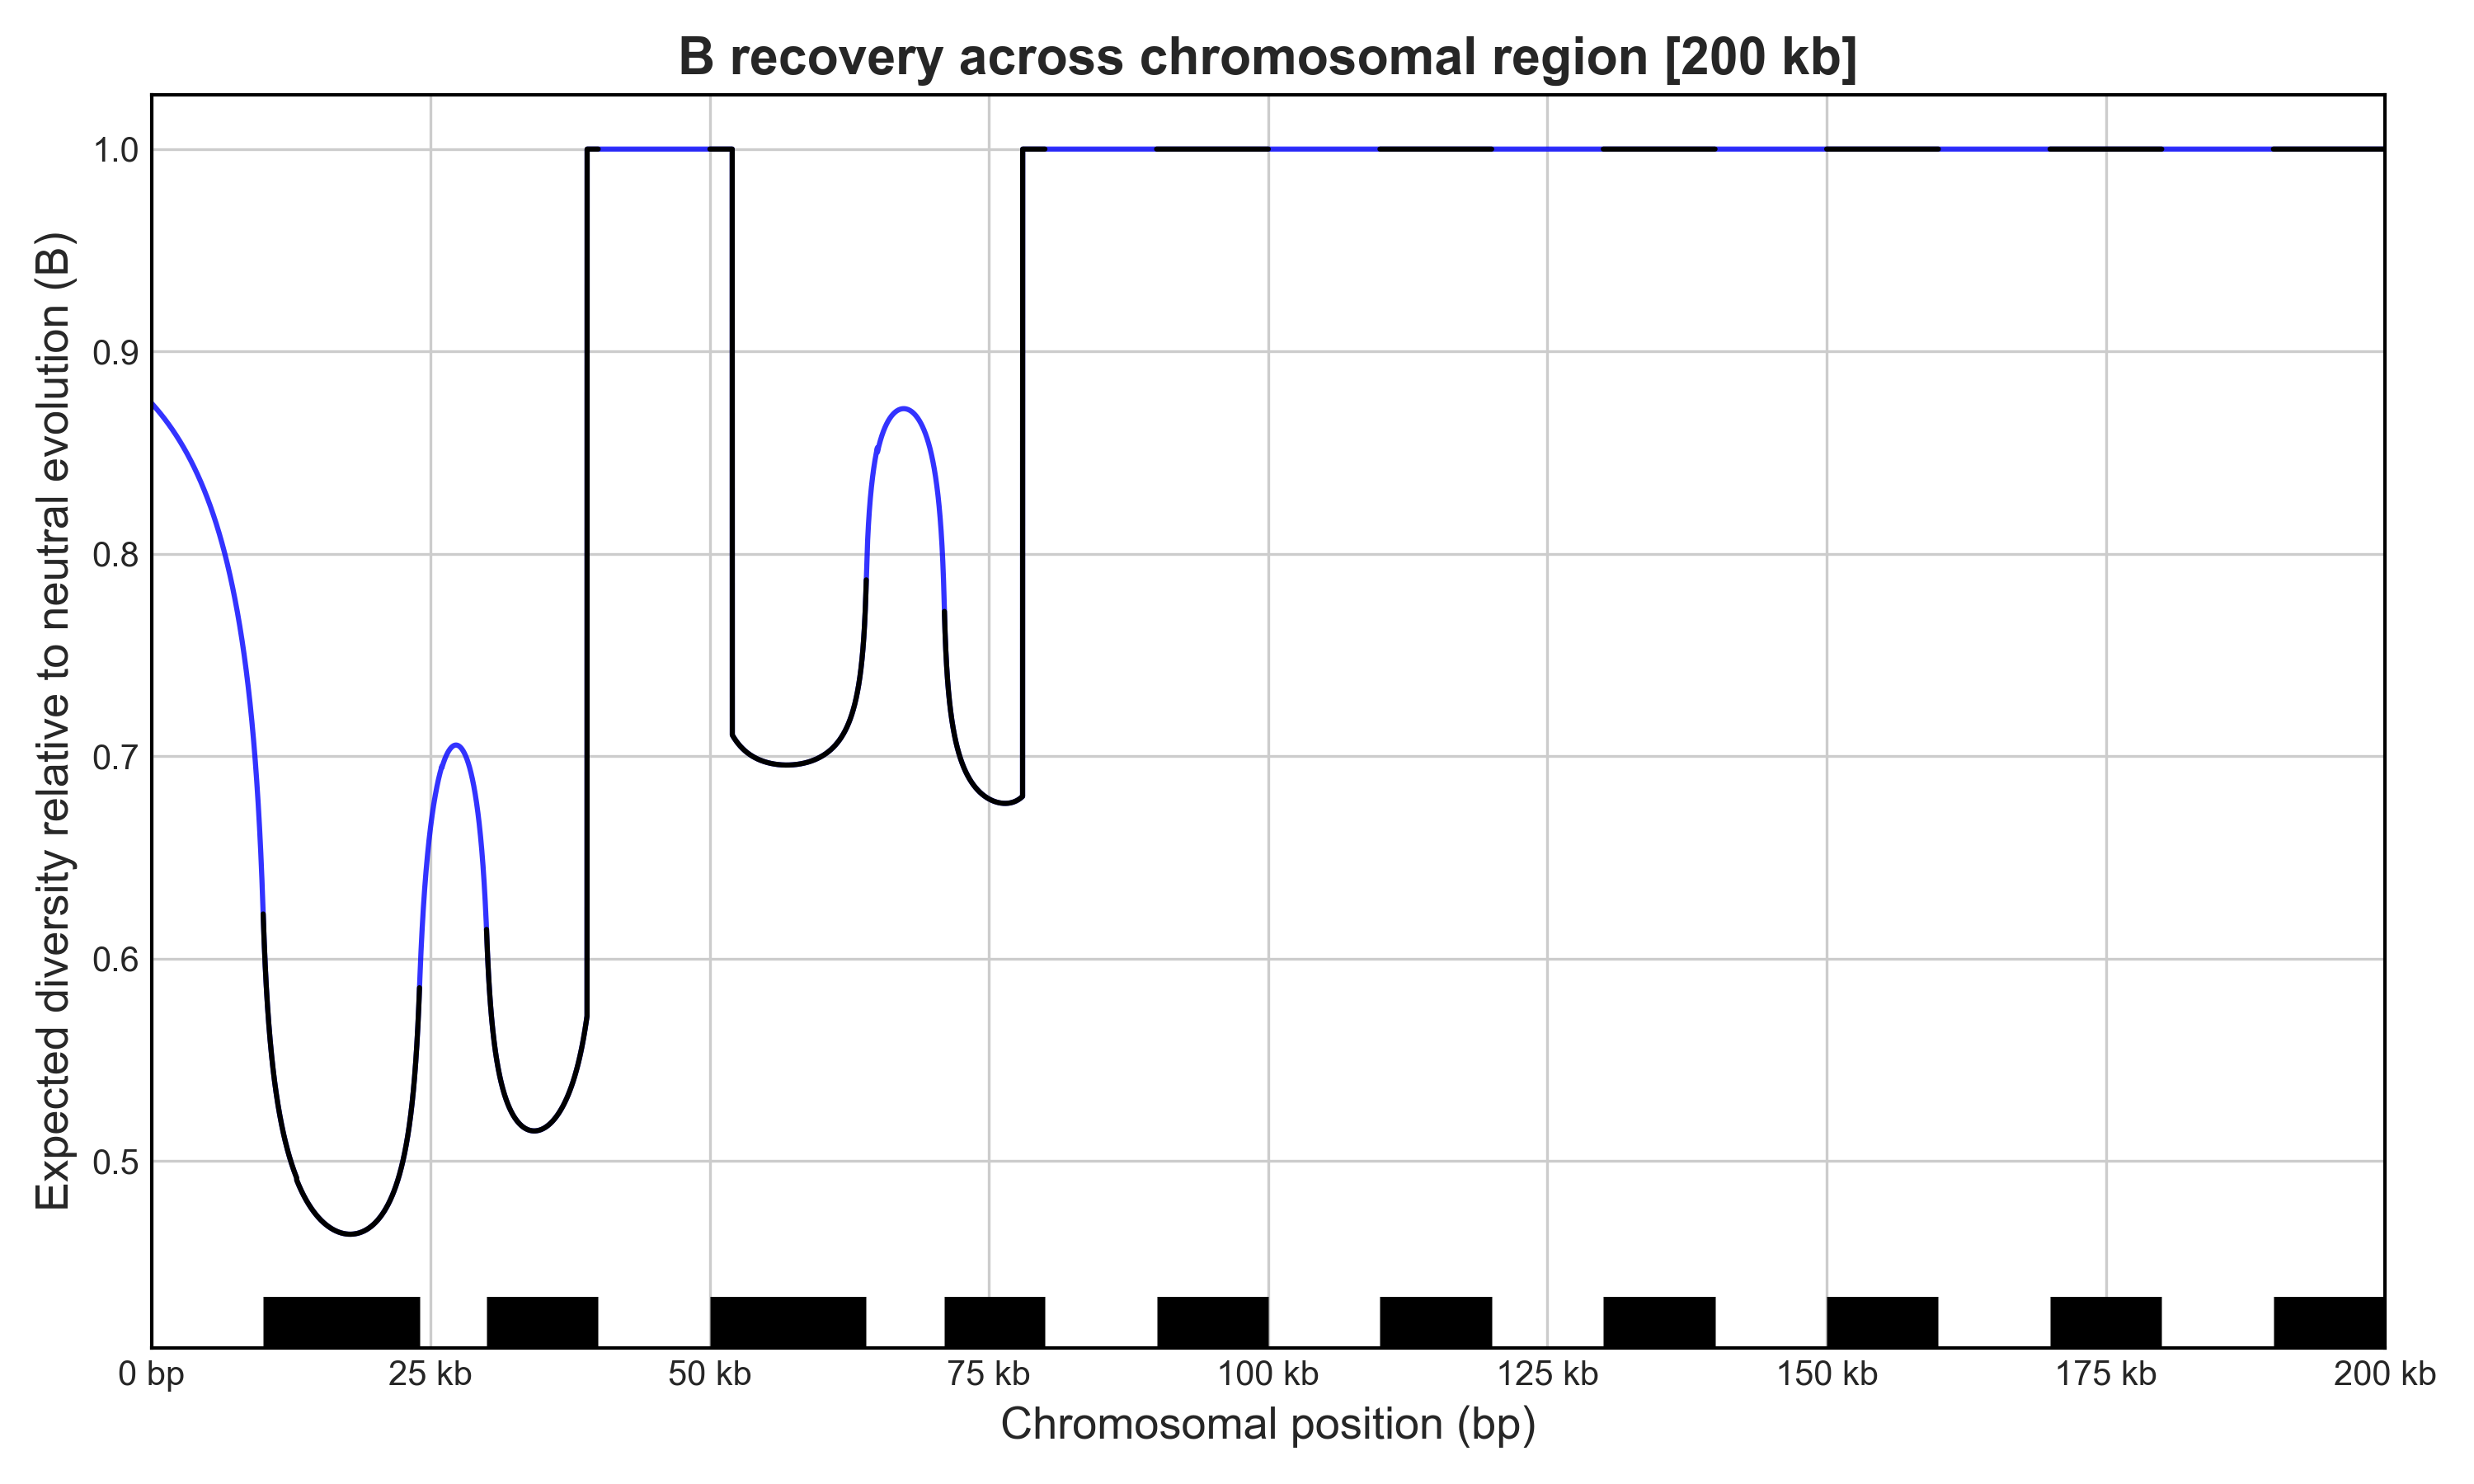 B recovery across chromosomal region [200 kb]
Expected diversity relative to neutral evolution (B)
1.0
0.9
0.8
0.7
0.6
0.5
0 bp 25 kb 50 kb 75 kb 100 kb 125 kb 150 kb 175 kb 200 kb
Chromosomal position (bp)